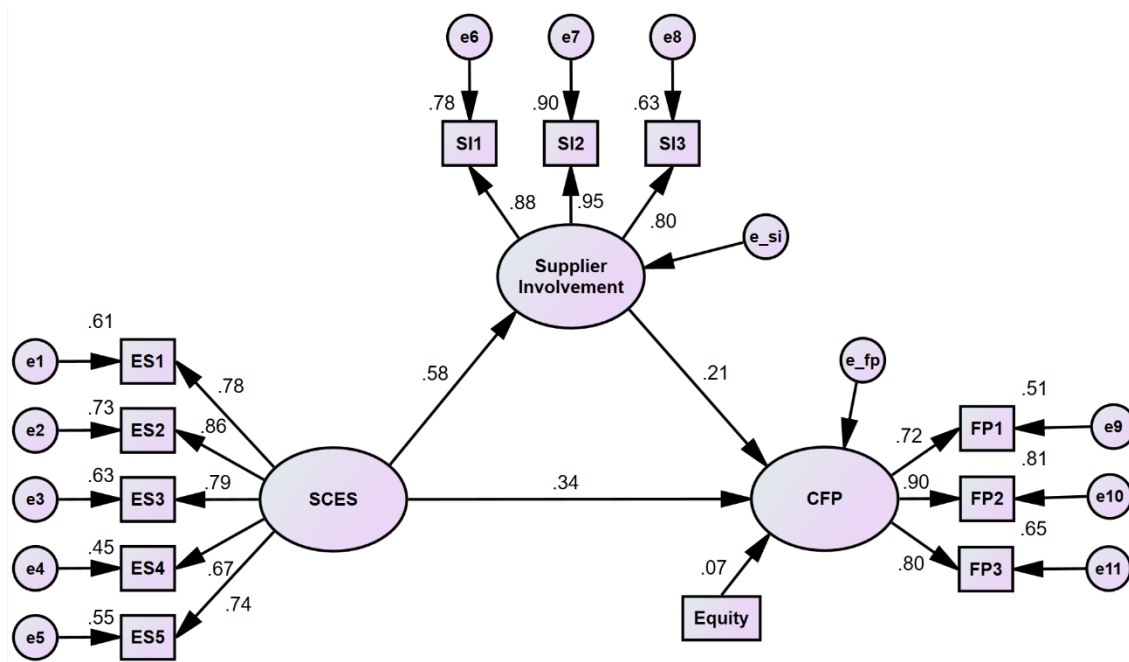 e6
e7
e8
.78
.90
.63
SI1
SI2
SI3
.88
.95
.80
e_si
Supplier
Involvement
.61
e1
ES1
.78
.58
.21
e_fp
.51
.73
e2
ES2
.86
.72
FP1
e9
.81
.63
e3
ES3
.79
SCES
.34
CFP
.90
FP2
e10
.65
.45
e4
ES4
.67
.07
.80
FP3
e11
.74
Equity
.55
e5
ES5